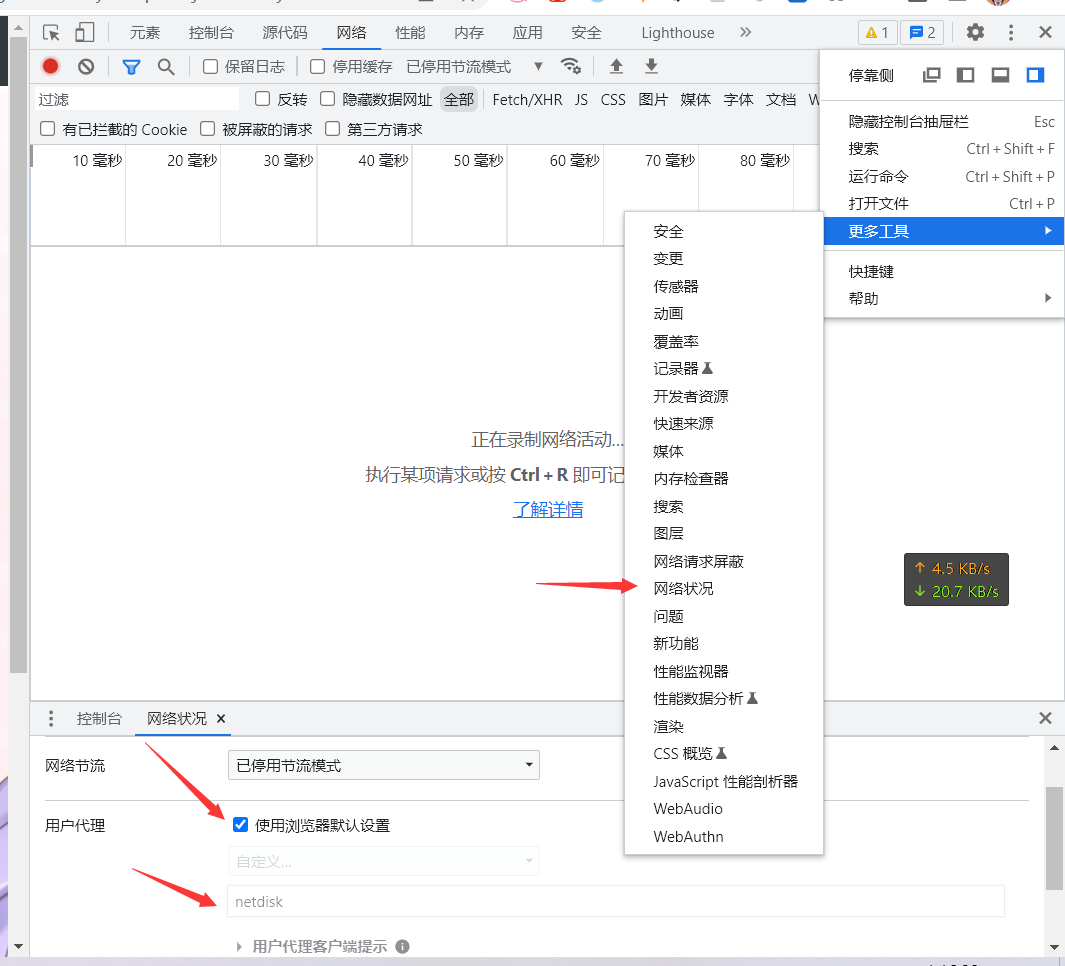 元素 控制台 源代码 网络 性能 内存 应用 安全 Lighthouse » 1 2
保留日志 停用缓存 已停用节流模式
停靠侧
过滤 反转 隐藏数据网址 全部 Fetch/XHR JS CSS 图片 媒体 字体 文档
有已拦截的 Cookie 被屏蔽的请求 第三方请求
10 毫秒 20 毫秒 30 毫秒 40 毫秒 50 毫秒 60 毫秒 70 毫秒 80 毫秒
隐藏控制台抽屉栏 Esc
搜索 Ctrl + Shift + F
运行命令 Ctrl + Shift + P
打开文件 Ctrl + P
更多工具
快捷键
帮助
安全
变更
传感器
动画
覆盖率
记录器
开发者资源
快速来源
媒体
内存检查器
搜索
图层
网络请求屏蔽
网络状况
问题
新功能
性能监视器
性能数据分析
渲染
CSS 概览
JavaScript 性能剖析器
WebAudio
WebAuthn
正在录制网络活动...
执行某项请求或按 Ctrl + R 即可记
了解详情
↑ 4.5 KB/s
↓ 20.7 KB/s
控制台 网络状况 ×
网络节流 已停用节流模式
用户代理 使用浏览器默认设置
自定义...
netdisk
用户代理客户端提示